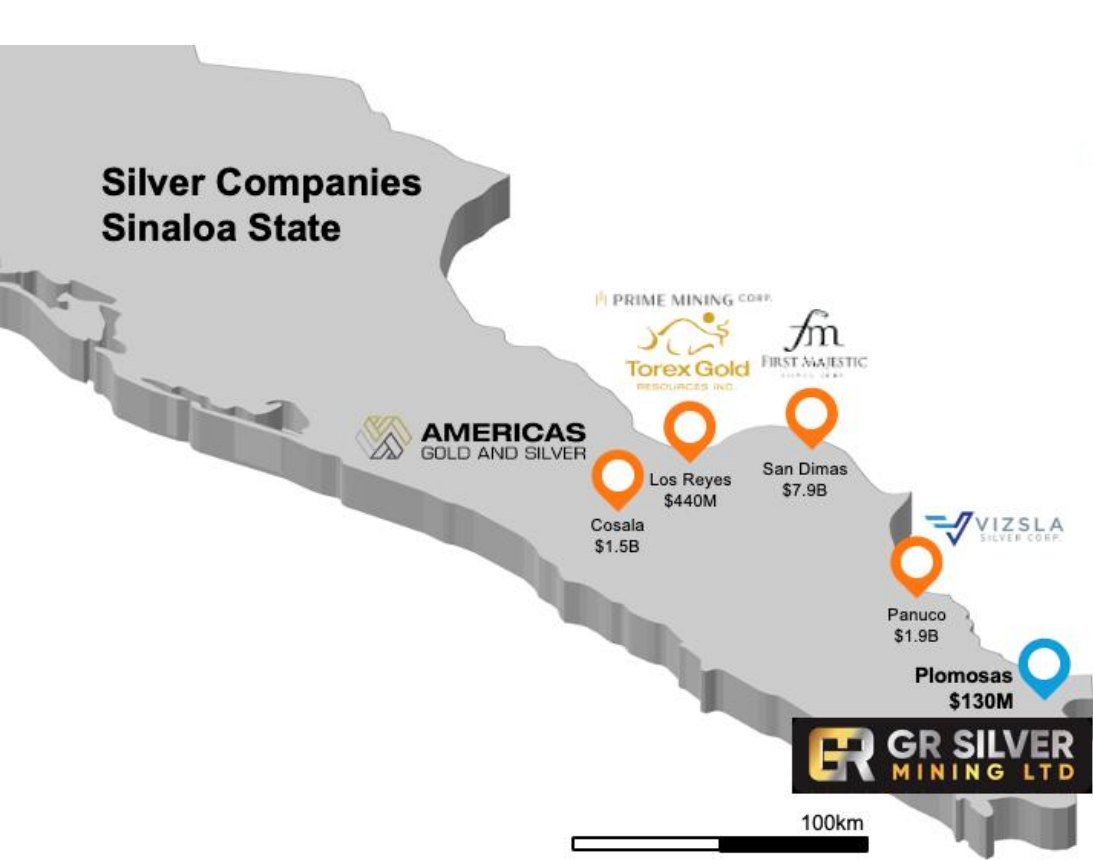 Silver Companies
Sinaloa State
PRIME MINING CORP.
Torex Gold
RESOURCES INC.
fm
FIRST MAJESTIC
AMERICAS
GOLD AND SILVER
Los Reyes
$440M
San Dimas
$7.9B
Cosala
$1.5B
VIZSLA
SILVER CORP.
Panuco
$1.9B
Plomosas
$130M
GR
GR SILVER
MINING LTD
100km